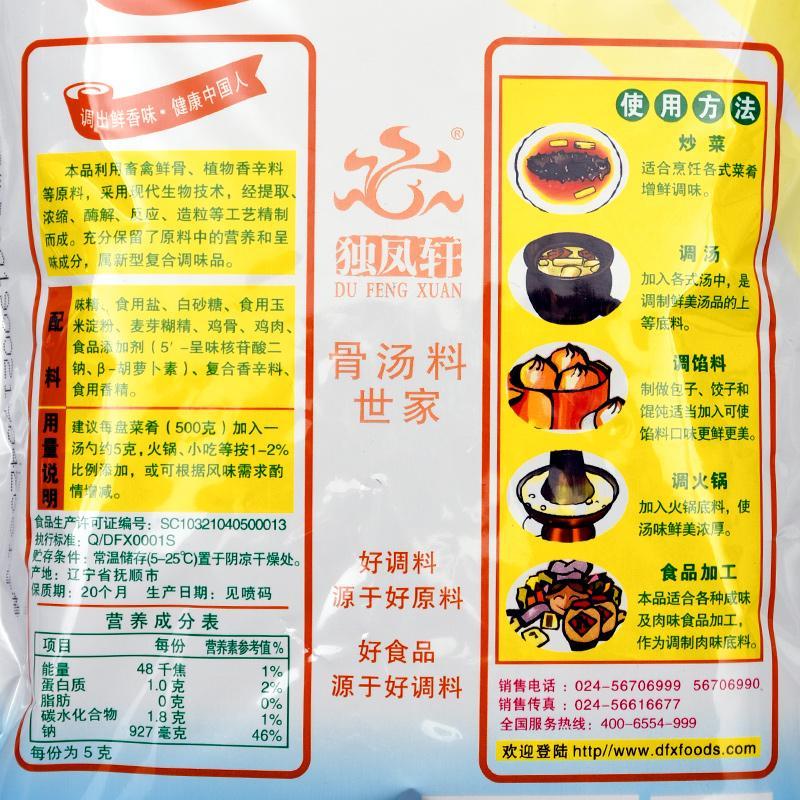 调出鲜香味·健康中国人
本品利用畜禽鲜骨、植物香辛料
等原料，采用现代生物技术，经提取、
浓缩、酶解、反应、造粒等工艺精制
而成。充分保留了原料中的营养和呈
味成分，属新型复合调味品。
配料
味精、食用盐、白砂糖、食用玉
米淀粉、麦芽糊精、鸡骨、鸡肉、
食品添加剂（5′-呈味核苷酸二
钠、β-胡萝卜素）、复合香辛料、
食用香精。
用量说明
建议每盘菜肴（500克）加入一
汤勺约5克，火锅、小吃等按1-2%
比例添加，或可根据风味需求酌
情增减。
食品生产许可证编号：SC10321040500013
执行标准：Q/DFX0001S
贮存条件：常温储存(5-25℃)置于阴凉干燥处。
产地：辽宁省抚顺市
保质期：20个月 生产日期：见喷码
营养成分表
项目 每份 营养素参考值%
能量 48 千焦 1%
蛋白质 1.0 克 2%
脂肪 0 克 0%
碳水化合物 1.8 克 1%
钠 927 毫克 46%
每份为 5 克
®
独凤轩
DU FENG XUAN
骨汤料
世家
好调料
源于好原料
好食品
源于好调料
使用方法
炒菜
适合烹饪各式菜肴
增鲜调味。
调汤
加入各式汤中，是
调制鲜美汤品的上
等底料。
调馅料
制做包子、饺子和
馄饨适当加入可使
馅料口味更鲜更美。
调火锅
加入火锅底料，使
汤味鲜美浓厚。
食品加工
本品适合各种咸味
及肉味食品加工，
作为调制肉味底料。
销售电话：024-56706999 56706990
销售传真：024-56616677
全国服务热线：400-6554-999
欢迎登陆 http//www.dfxfoods.com